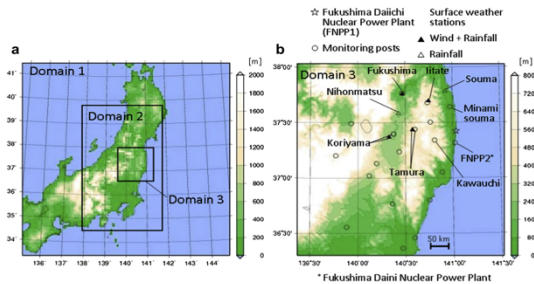 ☆ Fukushima Daiichi
Nuclear Power Plant
(FNPP1)
○ Monitoring posts
Surface weather
stations
▲ Wind + Rainfall
△ Rainfall
a
[m]
Domain 1
Domain 2
Domain 3
41°
40°
39°
38°
37°
36°
35°
34°
136° 137° 138° 139° 140° 141° 142° 143° 144°
2000
1800
1600
1400
1200
1000
800
600
400
200
0
b
[m]
Domain 3
Fukushima
Iitate
Souma
Nihonmatsu
Minami
souma
Koriyama
FNPP2*
Tamura
Kawauchi
50 km
38°00'
37°30'
37°00'
36°30'
139°30' 140°00' 140°30' 141°00' 141°30'
800
720
640
560
480
400
320
240
160
80
0
* Fukushima Daini Nuclear Power Plant